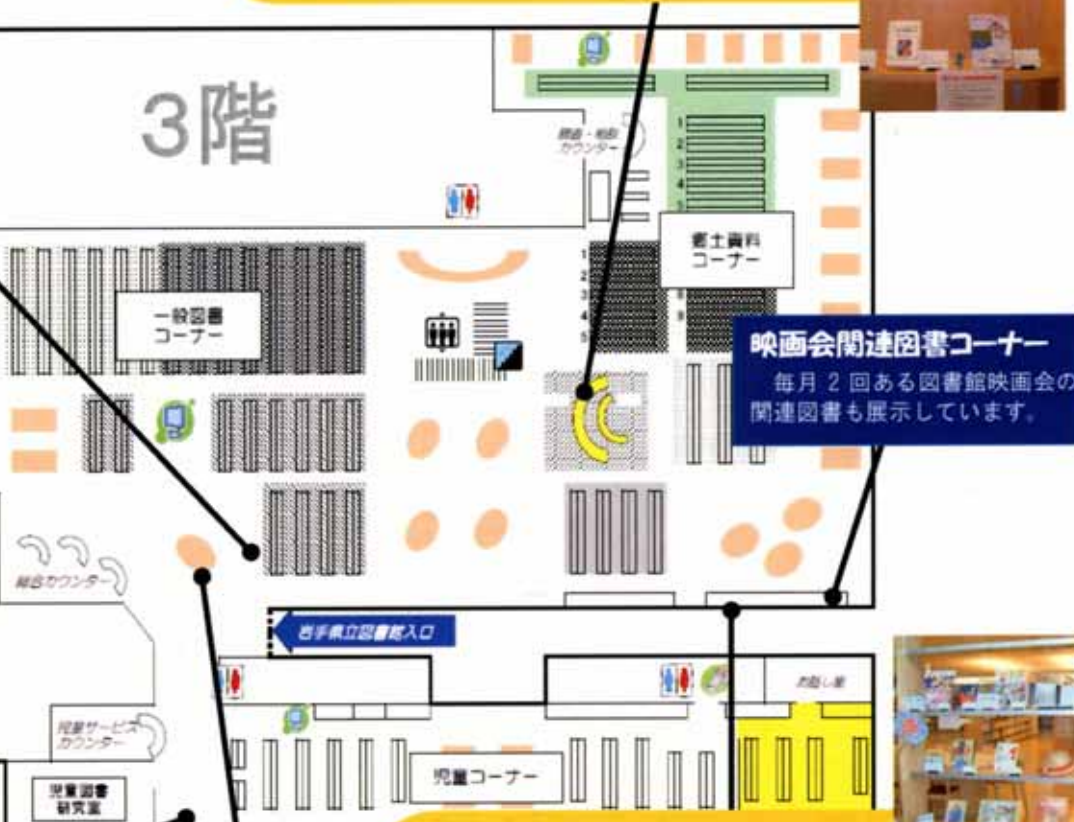 3階
カウンター
1
2
3
4
5
郷土資料
コーナー
1
2
3
4
5
8
9
一般図書
コーナー
映画会関連図書コーナー
毎月2回ある図書館映画会の
関連図書も展示しています。
総合カウンター
岩手県立図書館入口
お話し室
児童サービス
カウンター
児童コーナー
児童図書
研究室